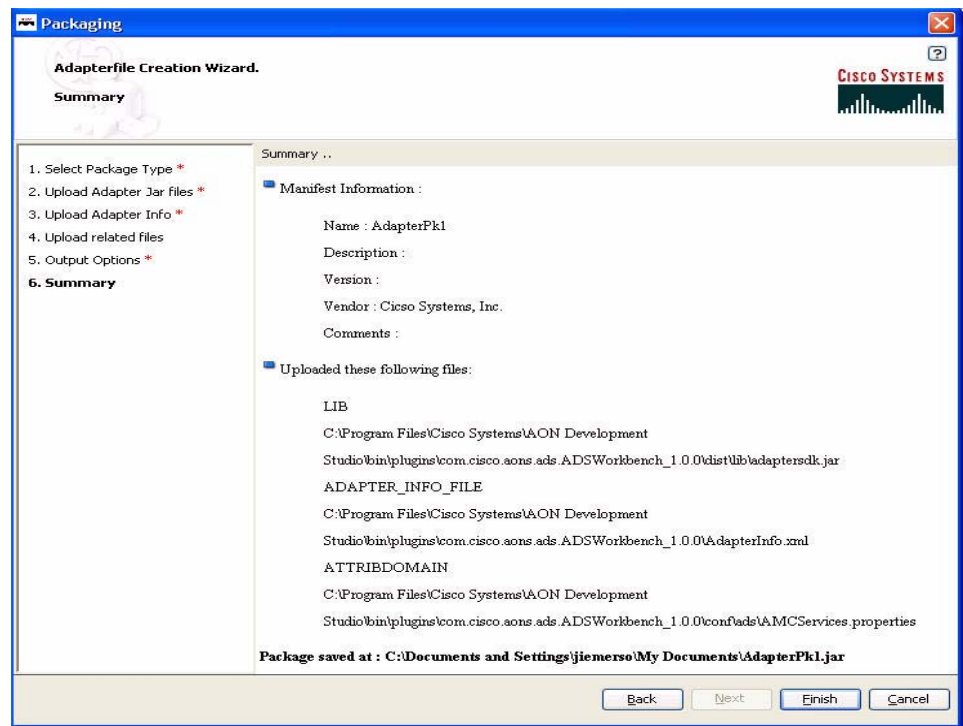 Packaging
Adapterfile Creation Wizard.
Summary
?
CISCO SYSTEMS
1. Select Package Type *
2. Upload Adapter Jar files *
3. Upload Adapter Info *
4. Upload related files
5. Output Options *
6. Summary
Summary ..
Manifest Information :
Name : AdapterPk1
Description :
Version :
Vendor : Cicso Systems, Inc.
Comments :
Uploaded these following files:
LIB
C:\Program Files\Cisco Systems\AON Development
Studio\bin\plugins\com.cisco.aons.ads.ADSWorkbench_1.0.0\dist\lib\adaptersdk.jar
ADAPTER_INFO_FILE
C:\Program Files\Cisco Systems\AON Development
Studio\bin\plugins\com.cisco.aons.ads.ADSWorkbench_1.0.0\AdapterInfo.xml
ATTRIBDOMAIN
C:\Program Files\Cisco Systems\AON Development
Studio\bin\plugins\com.cisco.aons.ads.ADSWorkbench_1.0.0\conf\ads\AMCServices.properties
Package saved at : C:\Documents and Settings\jiemerso\My Documents\AdapterPk1.jar
Back Next Finish Cancel